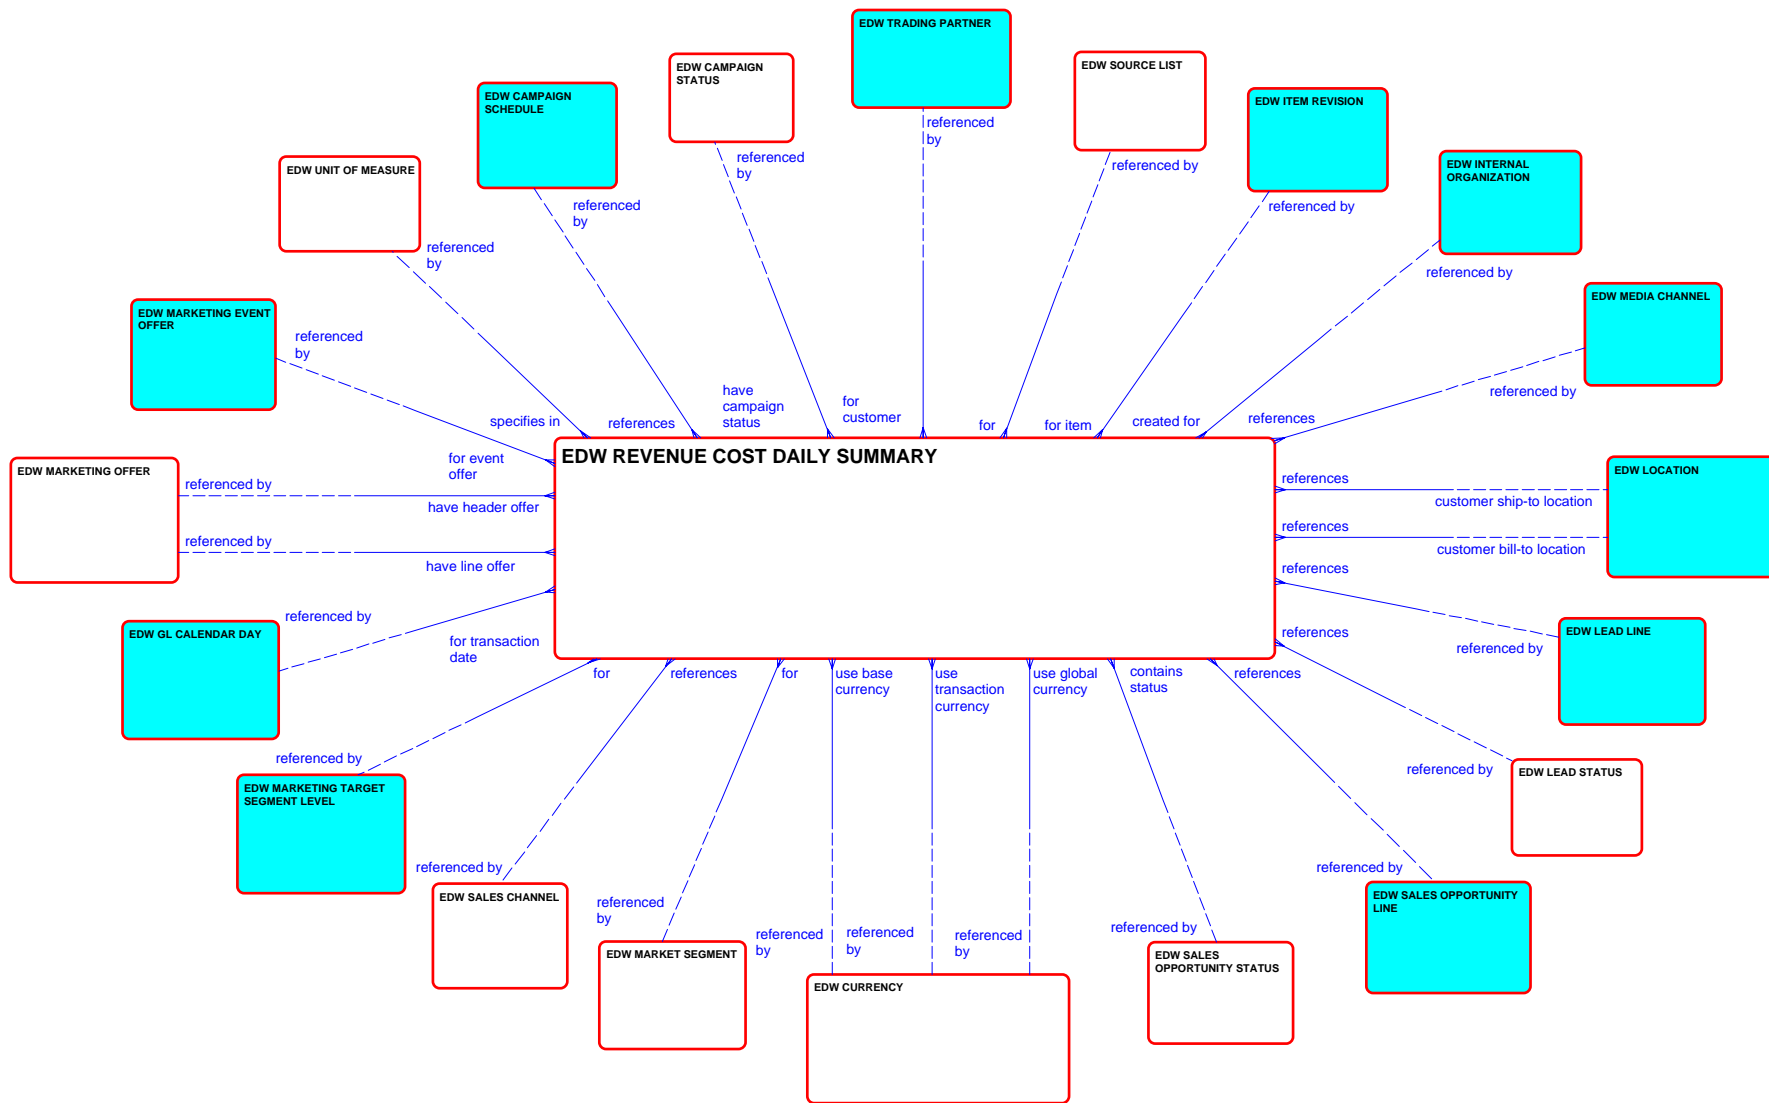 EDW TRADING PARTNER
EDW CAMPAIGN
STATUS
EDW SOURCE LIST
EDW CAMPAIGN
SCHEDULE
EDW ITEM REVISION
EDW UNIT OF MEASURE
EDW INTERNAL
ORGANIZATION
EDW MEDIA CHANNEL
EDW MARKETING EVENT
OFFER
referenced
by
referenced
by
referenced by
referenced
by
referenced by
referenced
by
referenced by
referenced
by
referenced by
specifies in
references
have
campaign
status
for
customer
for
for item
created for
references
EDW REVENUE COST DAILY SUMMARY
for event
offer
EDW MARKETING OFFER
referenced by
have header offer
referenced by
have line offer
references
customer ship-to location
references
customer bill-to location
EDW LOCATION
references
referenced by
EDW LEAD LINE
references
referenced by
EDW LEAD STATUS
EDW GL CALENDAR DAY
referenced by
for transaction
date
for
references
for
use base
currency
use
transaction
currency
use global
currency
contains
status
references
referenced by
EDW MARKETING TARGET
SEGMENT LEVEL
referenced by
EDW SALES CHANNEL
referenced
by
EDW MARKET SEGMENT
referenced
by
referenced
by
referenced
by
EDW CURRENCY
referenced by
EDW SALES
OPPORTUNITY STATUS
referenced by
EDW SALES OPPORTUNITY
LINE